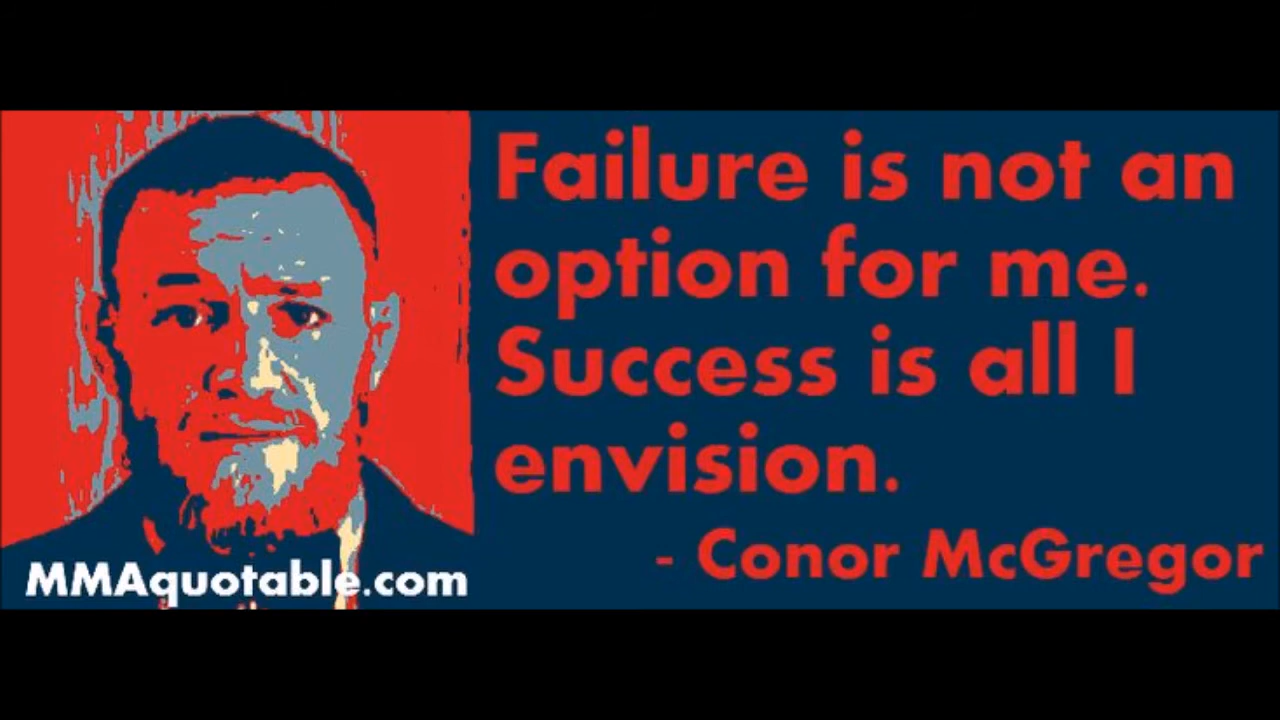 Failure is not an
option for me.
Success is all I
envision.
- Conor McGregor
MMAquotable.com